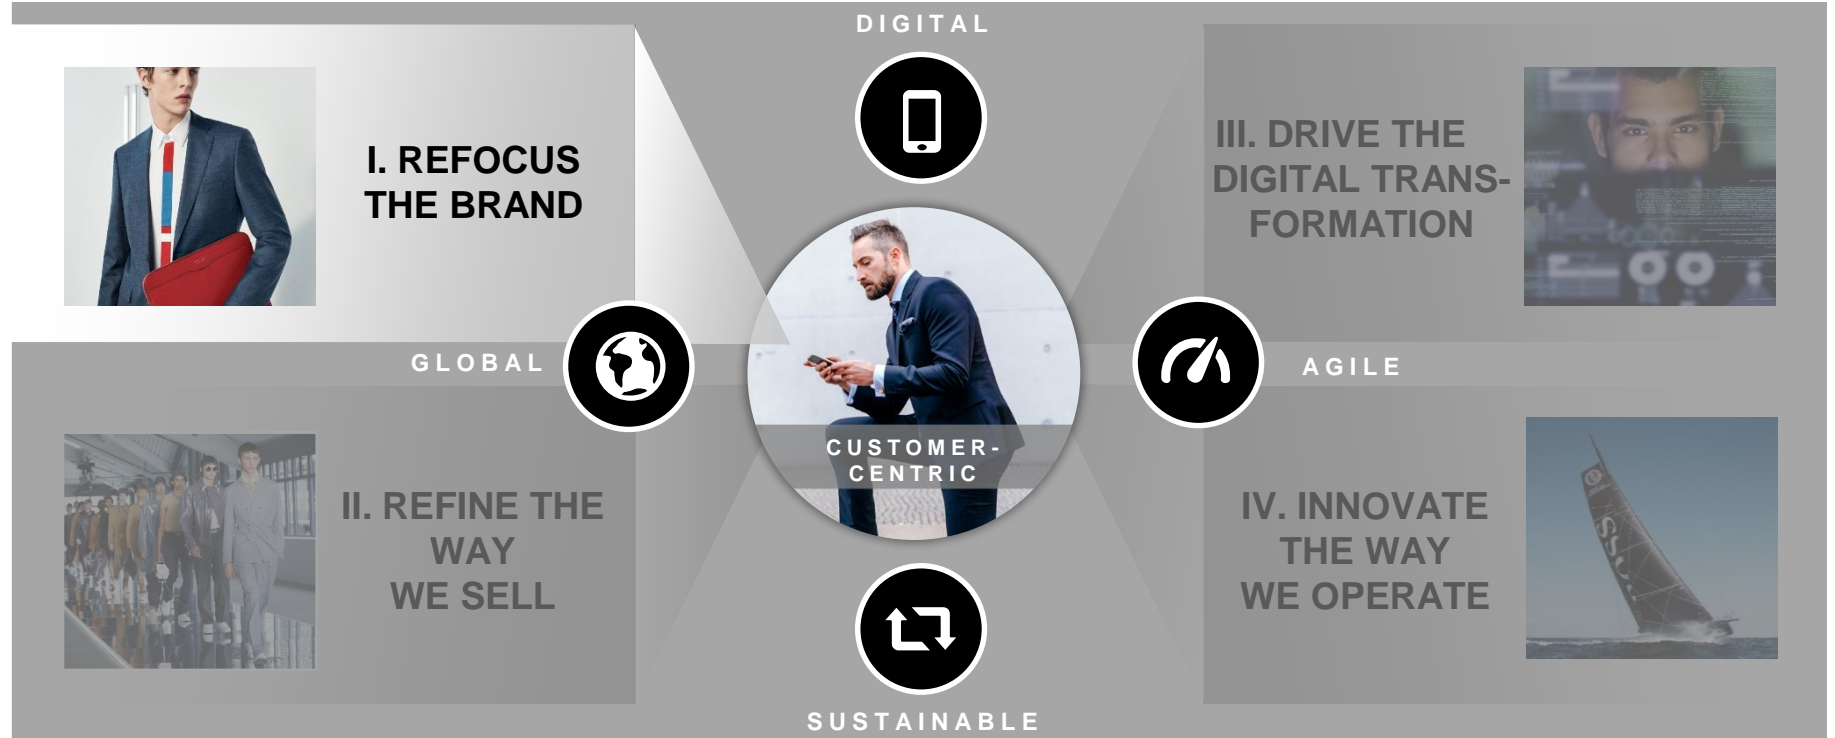 DIGITAL
I. REFOCUS
THE BRAND
III. DRIVE THE
DIGITAL TRANS-
FORMATION
GLOBAL
AGILE
CUSTOMER-
CENTRIC
II. REFINE THE
WAY
WE SELL
IV. INNOVATE
THE WAY
WE OPERATE
SUSTAINABLE